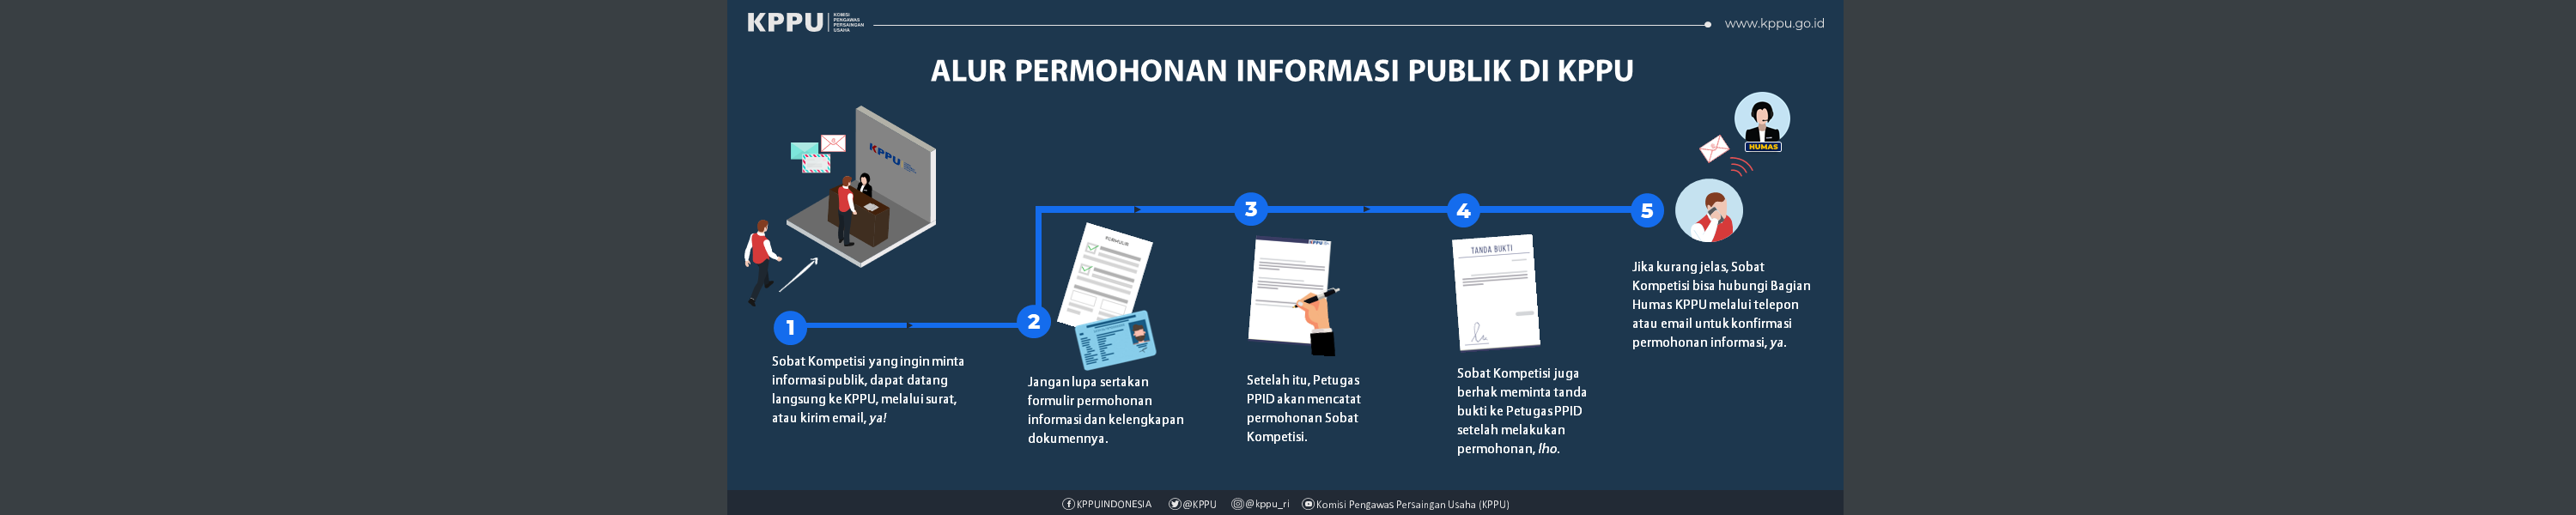 KPPU
KOMISI
PENGAWAS
PERSAINGAN
USAHA
www.kppu.go.id
ALUR PERMOHONAN INFORMASI PUBLIK DI KPPU
KPPU
HUMAS
1
Sobat Kompetisi yang ingin minta
informasi publik, dapat datang
langsung ke KPPU, melalui surat,
atau kirim email, ya!
2
FORMULIR
Jangan lupa sertakan
formulir permohonan
informasi dan kelengkapan
dokumennya.
3
KPPU
Setelah itu, Petugas
PPID akan mencatat
permohonan Sobat
Kompetisi.
4
TANDA BUKTI
Sobat Kompetisi juga
berhak meminta tanda
bukti ke Petugas PPID
setelah melakukan
permohonan, lho.
5
Jika kurang jelas, Sobat
Kompetisi bisa hubungi Bagian
Humas KPPU melalui telepon
atau email untuk konfirmasi
permohonan informasi, ya.
KPPUINDONESIA @KPPU @kppu_ri Komisi Pengawas Persaingan Usaha (KPPU)